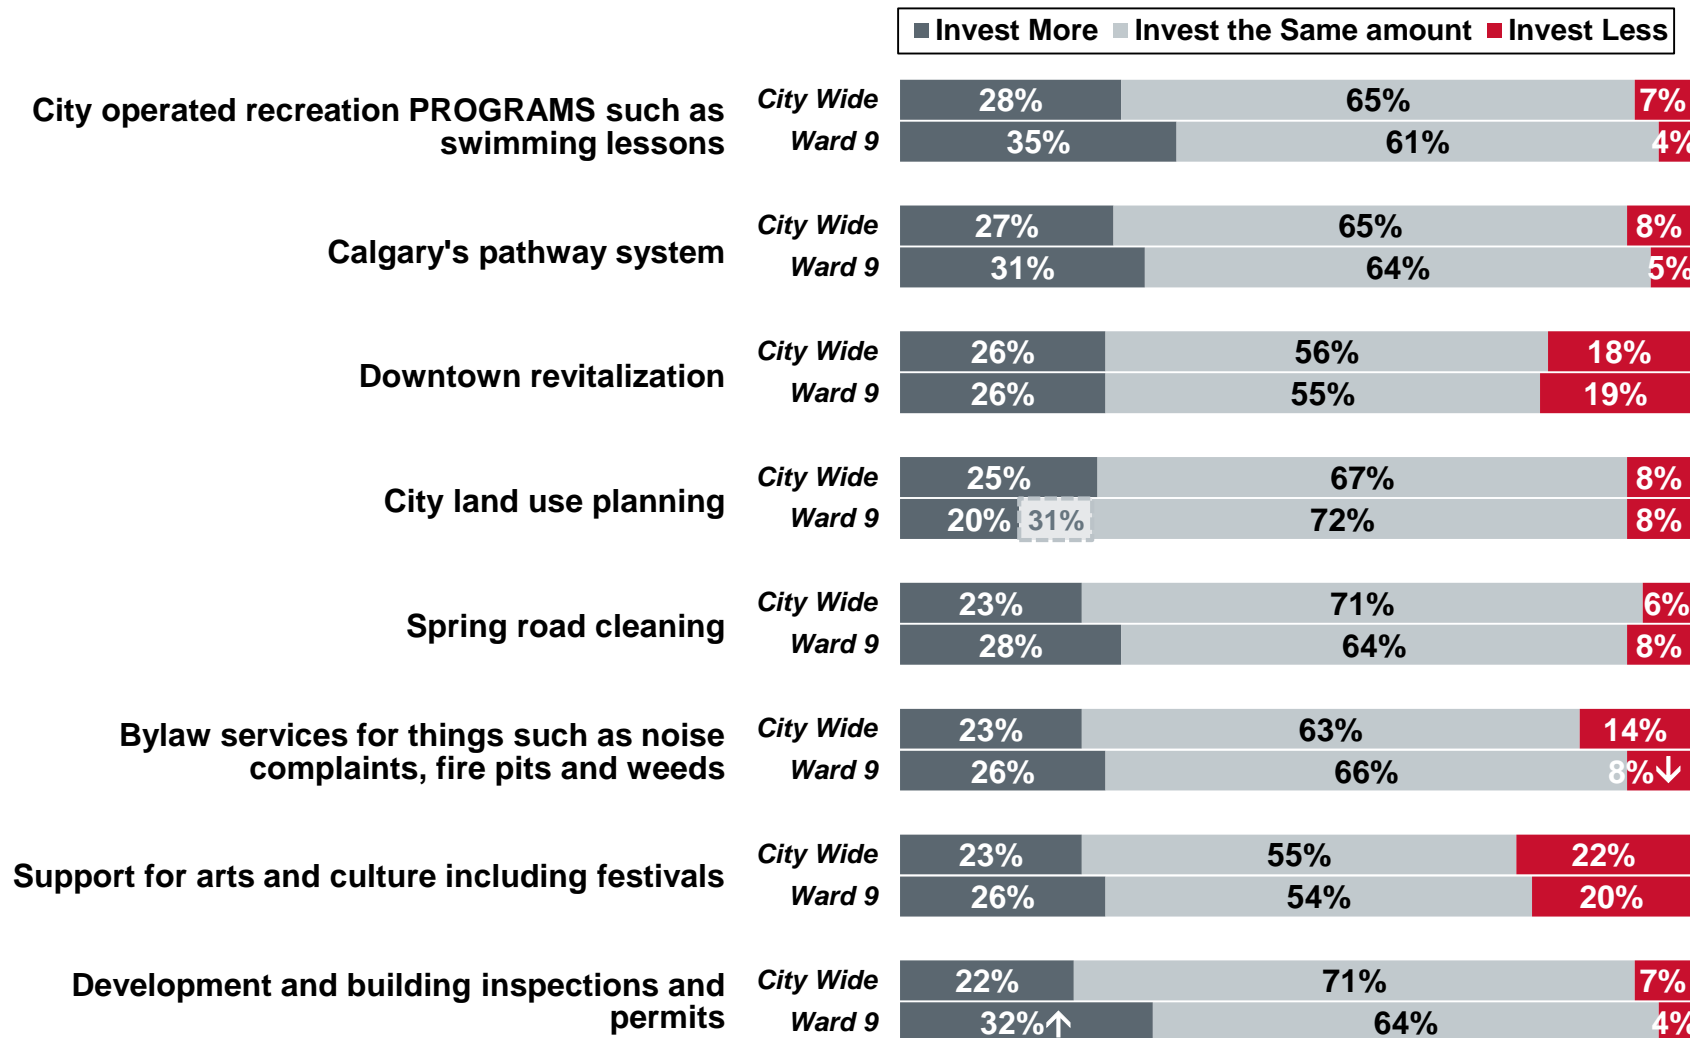 Invest More Invest the Same amount Invest Less
City operated recreation PROGRAMS such as
swimming lessons
City Wide 28% 65% 7%
Ward 9 35% 61% 4%
Calgary's pathway system
City Wide 27% 65% 8%
Ward 9 31% 64% 5%
Downtown revitalization
City Wide 26% 56% 18%
Ward 9 26% 55% 19%
City land use planning
City Wide 25% 67% 8%
Ward 9 20% 31% 72% 8%
Spring road cleaning
City Wide 23% 71% 6%
Ward 9 28% 64% 8%
Bylaw services for things such as noise
complaints, fire pits and weeds
City Wide 23% 63% 14%
Ward 9 26% 66% 8%↓
Support for arts and culture including festivals
City Wide 23% 55% 22%
Ward 9 26% 54% 20%
Development and building inspections and
permits
City Wide 22% 71% 7%
Ward 9 32%↑ 64% 4%